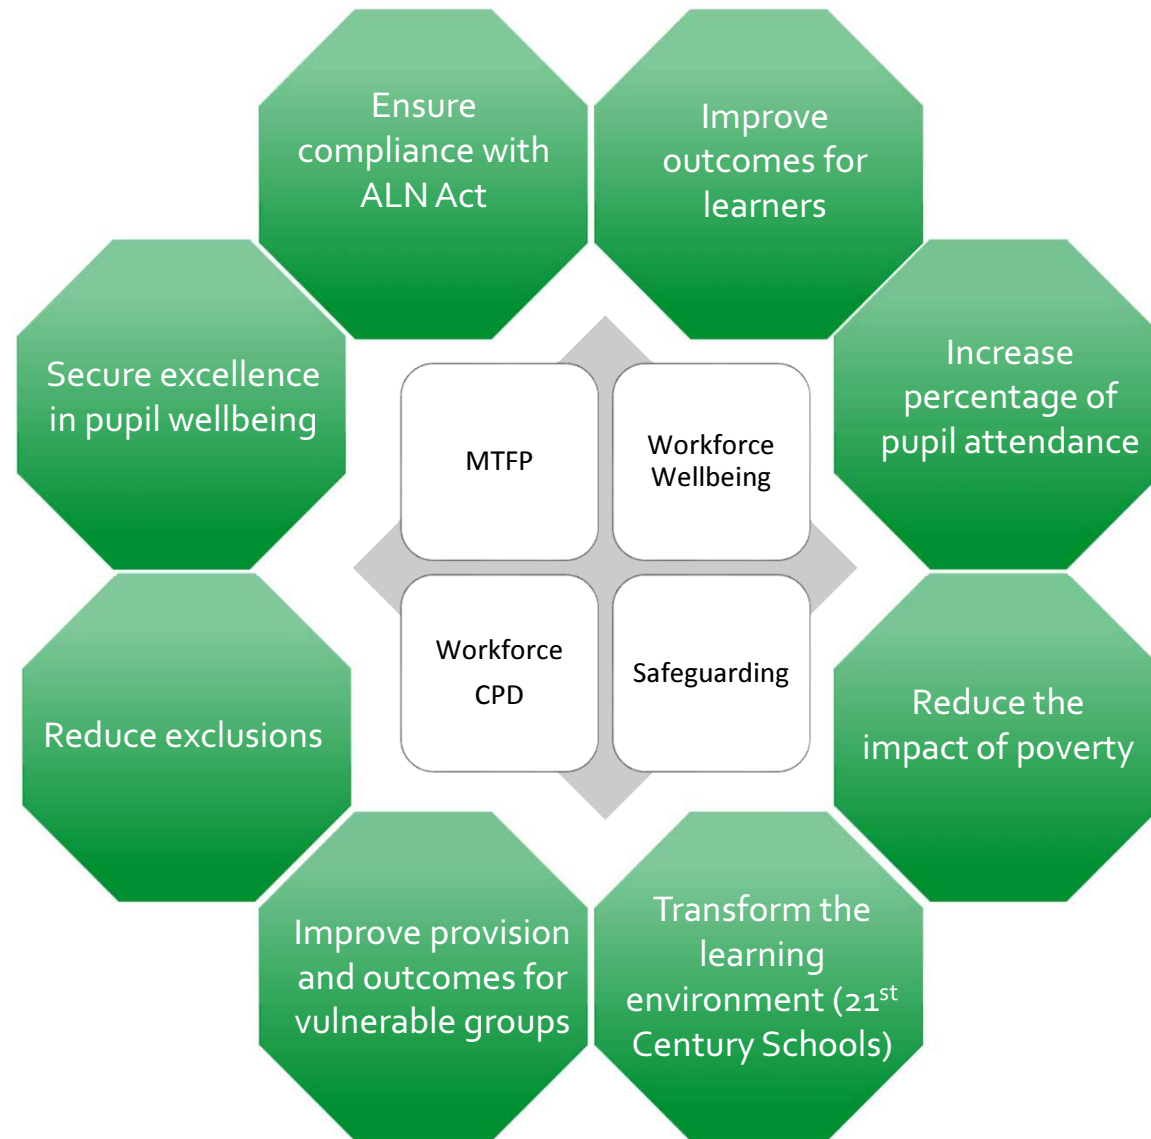 Ensure
compliance with
ALN Act
Improve
outcomes for
learners
Increase
percentage of
pupil attendance
Reduce the
impact of poverty
Transform the
learning
environment (21st
Century Schools)
Improve provision
and outcomes for
vulnerable groups
Reduce exclusions
Secure excellence
in pupil wellbeing
MTFP
Workforce
Wellbeing
Workforce
CPD
Safeguarding